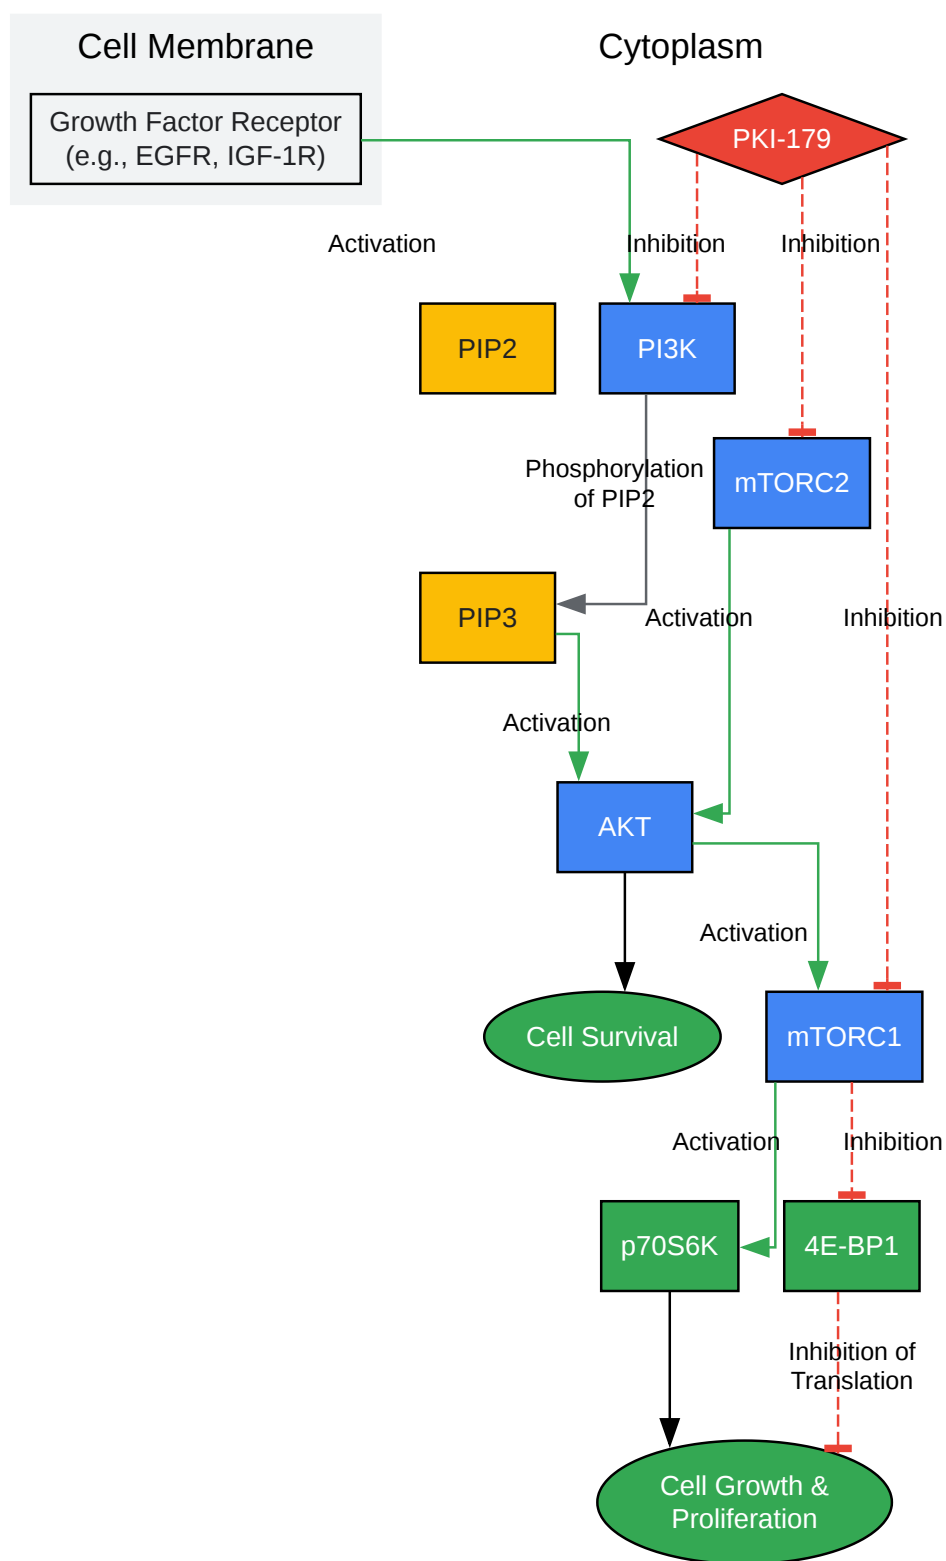 Cell Membrane
Cytoplasm
Growth Factor Receptor
(e.g., EGFR, IGF-1R)
PKI-179
Activation
Inhibition
Inhibition
PIP2
PI3K
Phosphorylation
of PIP2
mTORC2
PIP3
Activation
Inhibition
Activation
AKT
Activation
Cell Survival
mTORC1
Activation
Inhibition
p70S6K
4E-BP1
Inhibition of
Translation
Cell Growth &
Proliferation